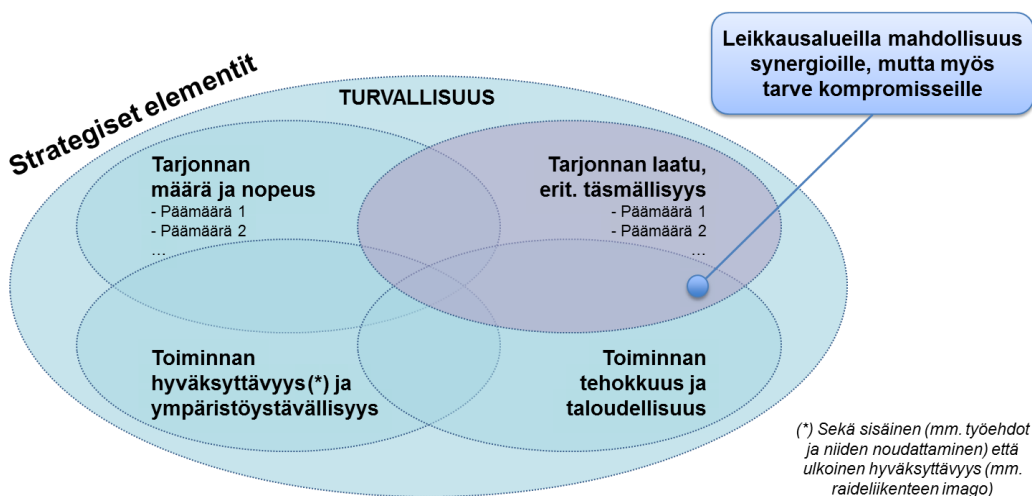 Leikkausalueilla mahdollisuus
synergioille, mutta myös
tarve kompromisseille
Strategiset elementit
TURVALLISUUS
Tarjonnan
määrä ja nopeus
- Päämäärä 1
- Päämäärä 2
...
Tarjonnan laatu,
erit. täsmällisyys
- Päämäärä 1
- Päämäärä 2
...
Toiminnan
hyväksyttävyys (*) ja
ympäristöystävällisyys
Toiminnan
tehokkuus ja
taloudellisuus
(*) Sekä sisäinen (mm. työehdot
ja niiden noudattaminen) että
ulkoinen hyväksyttävyys (mm.
raideliikenteen imago)